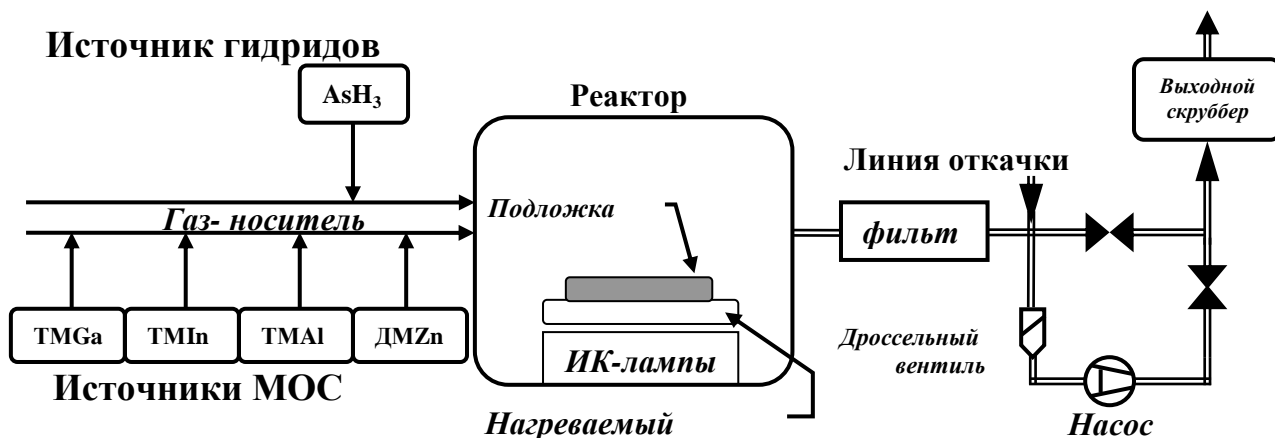 Источник гидридов
AsH₃
Реактор
Выходной
скруббер
Линия откачки
Газ- носитель
Подложка
фильт
TMGa
TMIn
TMAl
ДМZn
ИК-лампы
Дроссельный
вентиль
Источники МОС
Нагреваемый
Насос